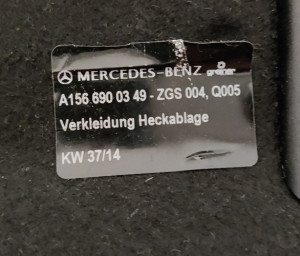 MERCEDES-BENZ
A156 690 03 49 - ZGS 004, Q005
Verkleidung Heckablage
KW 37/14